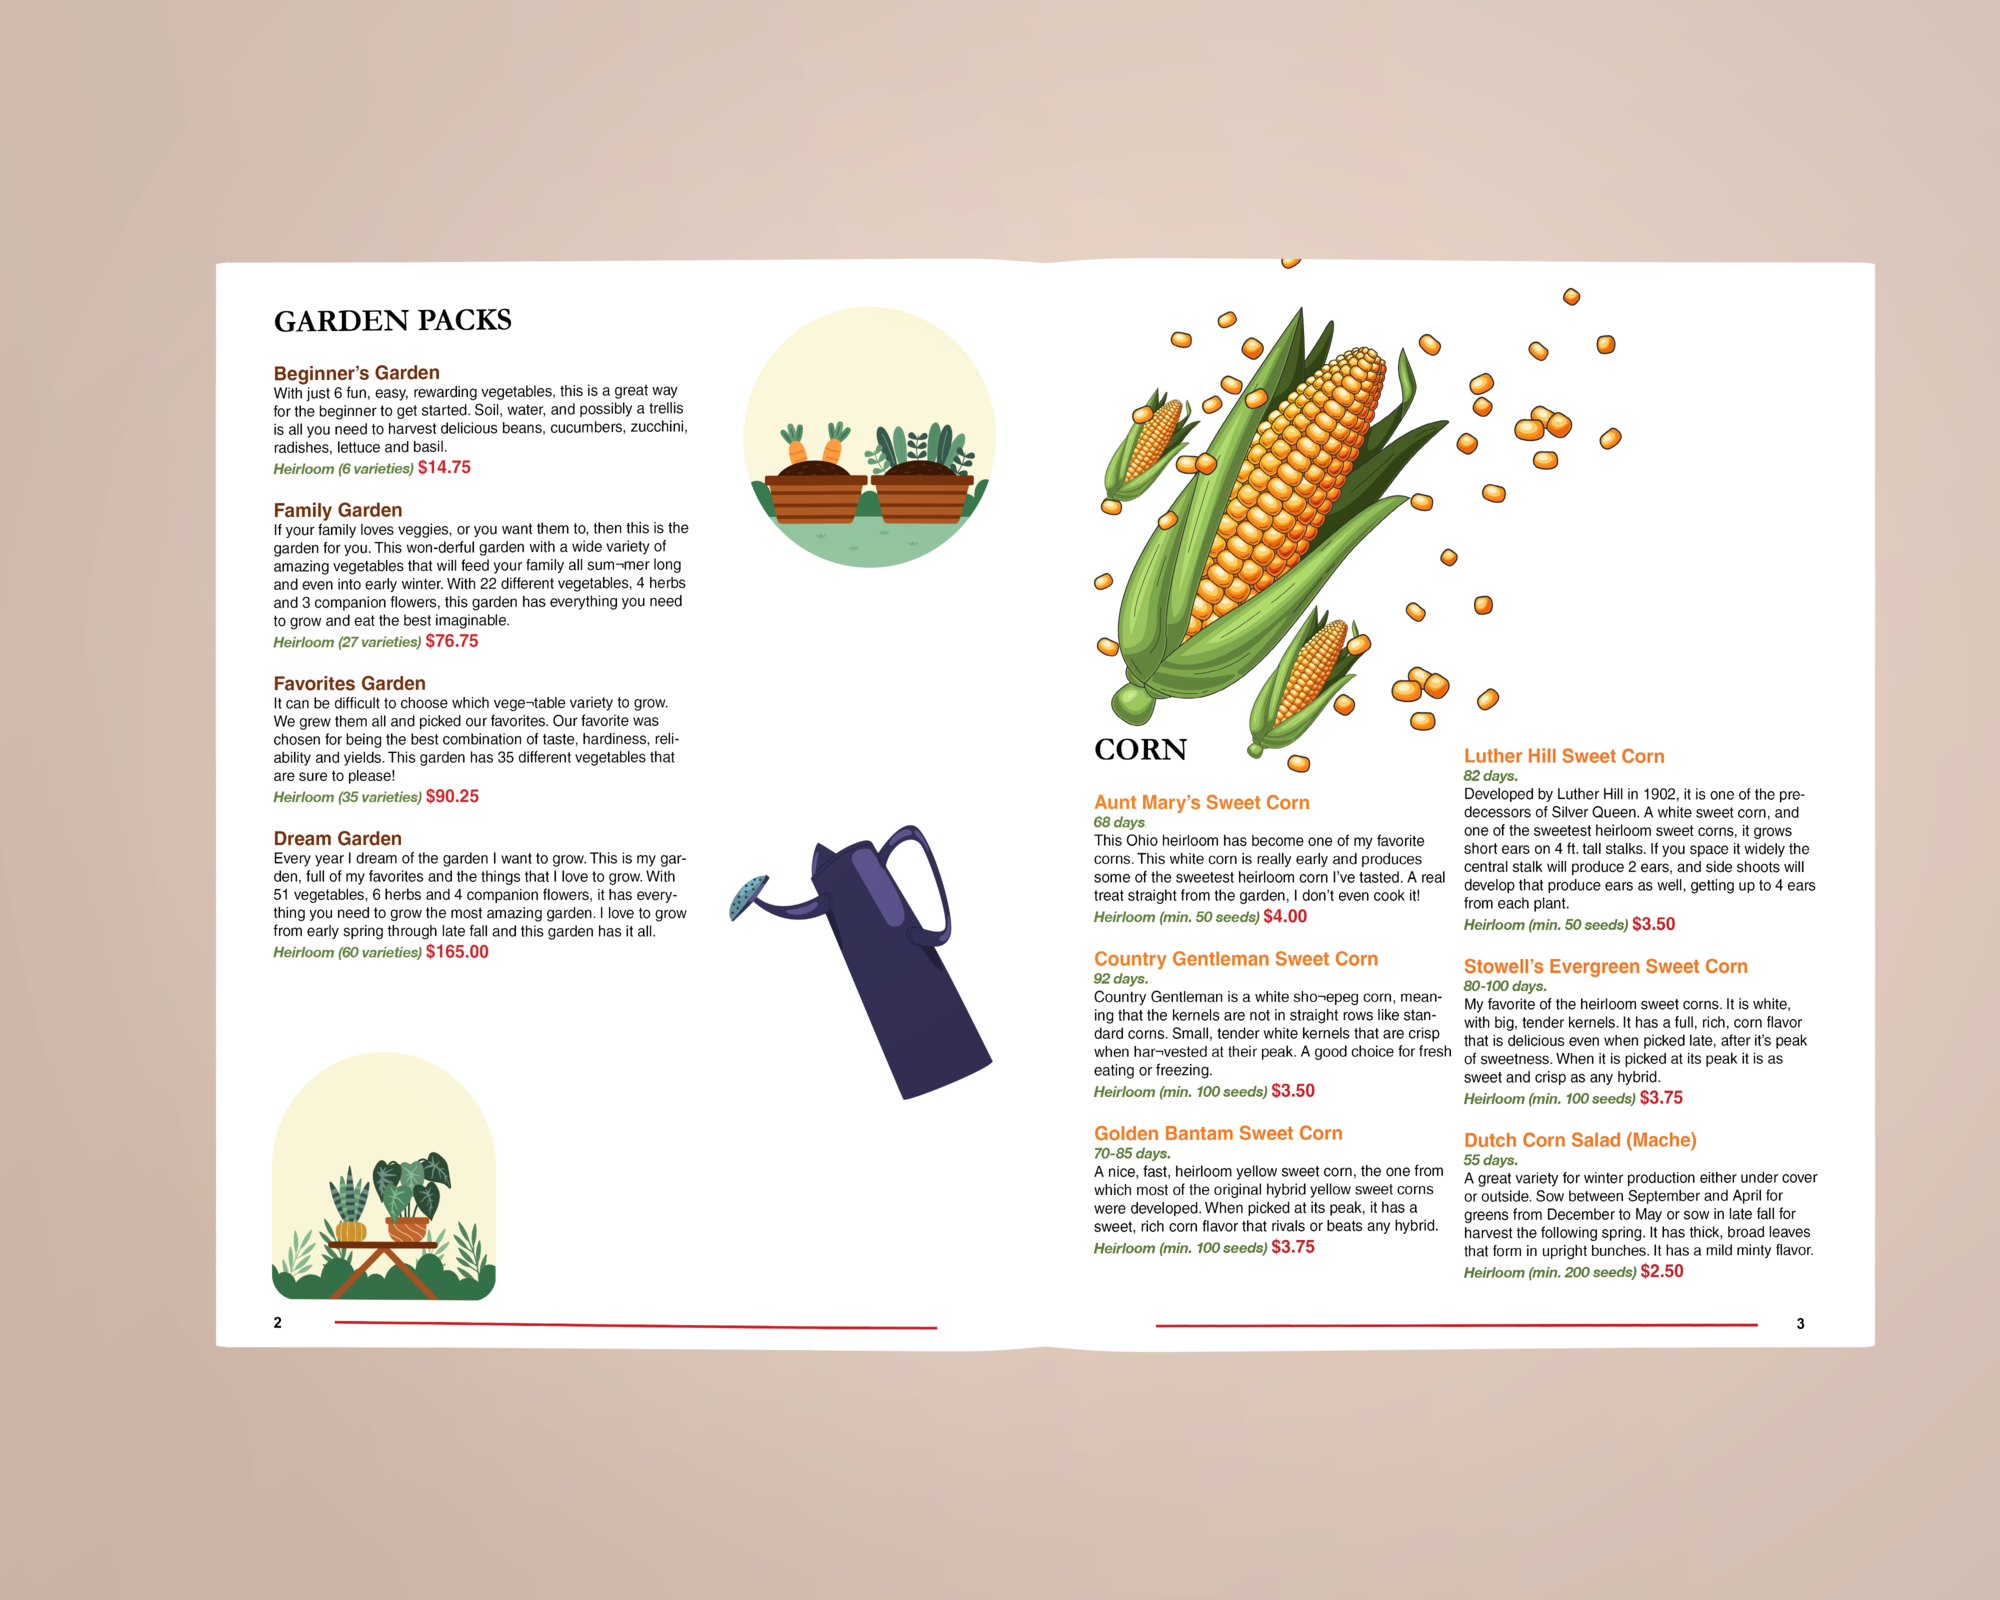 GARDEN PACKS
Beginner’s Garden
With just 6 fun, easy, rewarding vegetables, this is a great way
for the beginner to get started. Soil, water, and possibly a trellis
is all you need to harvest delicious beans, cucumbers, zucchini,
radishes, lettuce and basil.
Heirloom (6 varieties) $14.75
Family Garden
If your family loves veggies, or you want them to, then this is the
garden for you. This won-derful garden with a wide variety of
amazing vegetables that will feed your family all sum¬mer long
and even into early winter. With 22 different vegetables, 4 herbs
and 3 companion flowers, this garden has everything you need
to grow and eat the best imaginable.
Heirloom (27 varieties) $76.75
Favorites Garden
It can be difficult to choose which vege¬table variety to grow.
We grew them all and picked our favorites. Our favorite was
chosen for being the best combination of taste, hardiness, reli-
ability and yields. This garden has 35 different vegetables that
are sure to please!
Heirloom (35 varieties) $90.25
Dream Garden
Every year I dream of the garden I want to grow. This is my gar-
den, full of my favorites and the things that I love to grow. With
51 vegetables, 6 herbs and 4 companion flowers, it has every-
thing you need to grow the most amazing garden. I love to grow
from early spring through late fall and this garden has it all.
Heirloom (60 varieties) $165.00
2
CORN
Aunt Mary’s Sweet Corn
68 days.
This Ohio heirloom has become one of my favorite
corns. This white corn is really early and produces
some of the sweetest heirloom corn I’ve tasted. A real
treat straight from the garden, I don’t even cook it!
Heirloom (min. 50 seeds) $4.00
Country Gentleman Sweet Corn
92 days.
Country Gentleman is a white sho¬epeg corn, mean-
ing that the kernels are not in straight rows like stan-
dard corns. Small, tender white kernels that are crisp
when har¬vested at their peak. A good choice for fresh
eating or freezing.
Heirloom (min. 100 seeds) $3.50
Golden Bantam Sweet Corn
70-85 days.
A nice, fast, heirloom yellow sweet corn, the one from
which most of the original hybrid yellow sweet corns
were developed. When picked at its peak, it has a
sweet, rich corn flavor that rivals or beats any hybrid.
Heirloom (min. 100 seeds) $3.75
Luther Hill Sweet Corn
82 days.
Developed by Luther Hill in 1902, it is one of the pre-
decessors of Silver Queen. A white sweet corn, and
one of the sweetest heirloom sweet corns, it grows
short ears on 4 ft. tall stalks. If you space it widely the
central stalk will produce 2 ears, and side shoots will
develop that produce ears as well, getting up to 4 ears
from each plant.
Heirloom (min. 50 seeds) $3.50
Stowell’s Evergreen Sweet Corn
80-100 days.
My favorite of the heirloom sweet corns. It is white,
with big, tender kernels. It has a full, rich, corn flavor
that is delicious even when picked late, after it’s peak
of sweetness. When it is picked at its peak it is as
sweet and crisp as any hybrid.
Heirloom (min. 100 seeds) $3.75
Dutch Corn Salad (Mache)
55 days.
A great variety for winter production either under cover
or outside. Sow between September and April for
greens from December to May or sow in late fall for
harvest the following spring. It has thick, broad leaves
that form in upright bunches. It has a mild minty flavor.
Heirloom (min. 200 seeds) $2.50
3